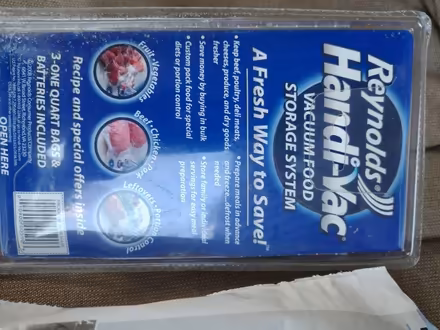 Reynolds®
Handi-Vac®
VACUUM FOOD
STORAGE SYSTEM
A Fresh Way to Save!
• Keep beef, poultry, deli meats,
cheeses, produce, and dry goods
fresher
• Save money by buying in bulk
• Custom pack food for special
diets or portion control
• Prepare meals in advance
and freeze...defrost when
needed
• Store family or individual
servings for easy meal
preparation
Fruit • Vegetables
Beef • Chicken • Pork
Leftovers • Portion Control
Recipe and special offers inside
3-ONE QUART BAGS &
BATTERIES INCLUDED
OPEN HERE